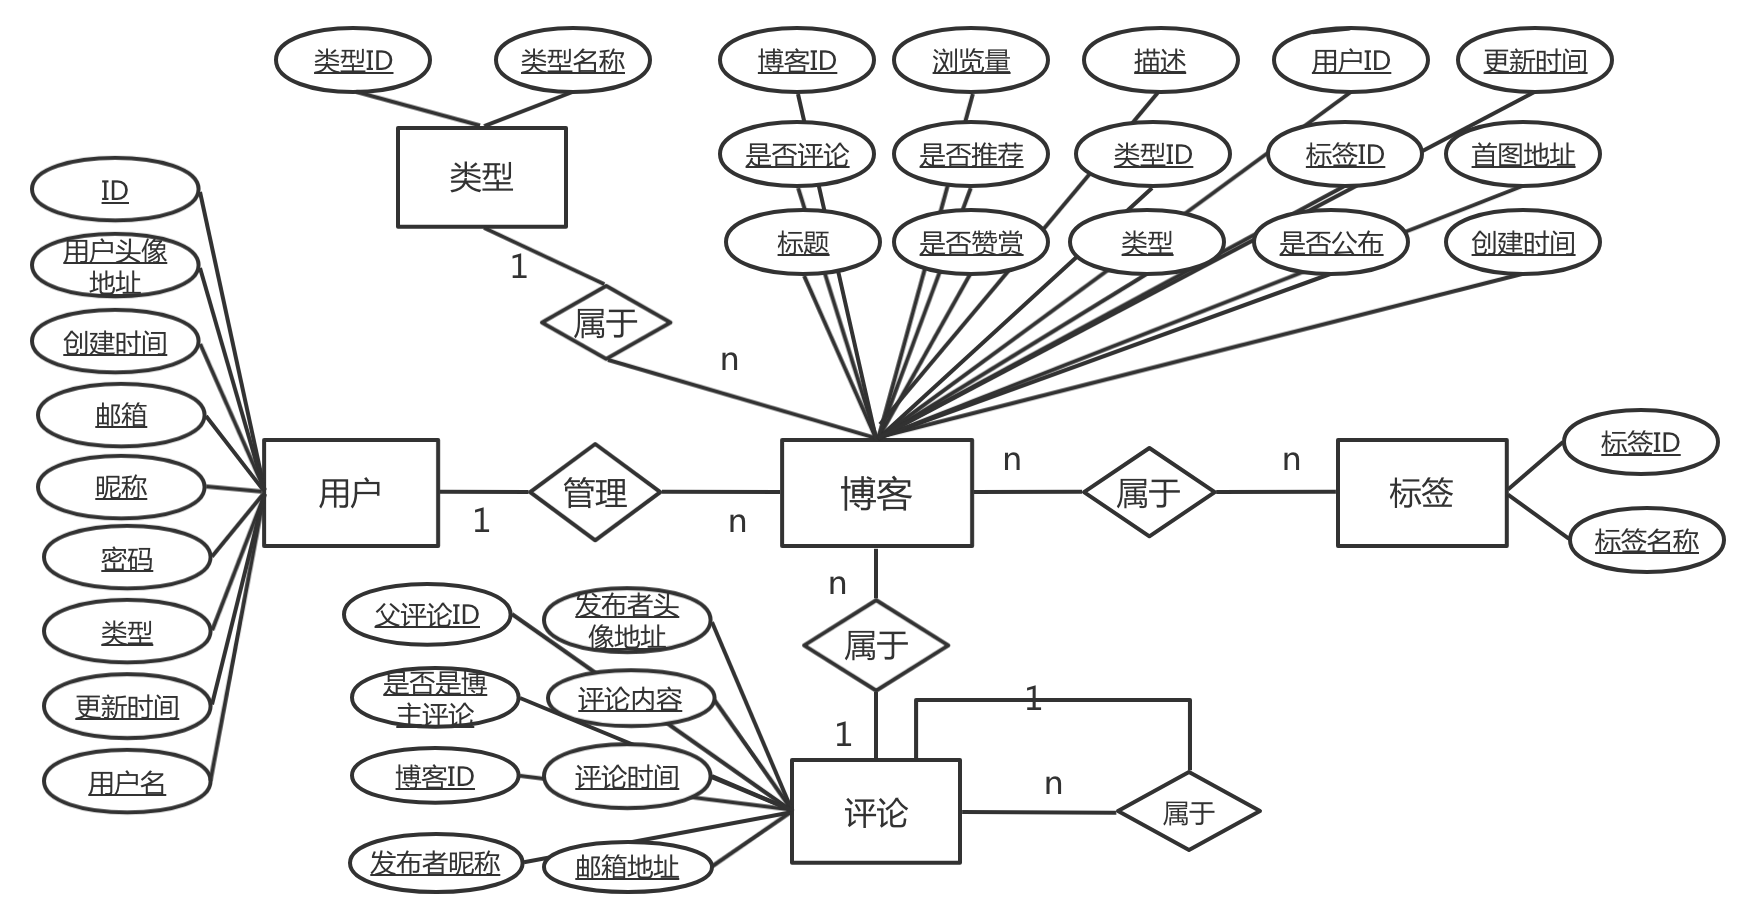 类型ID
类型名称
博客ID
浏览量
描述
用户ID
更新时间
是否评论
是否推荐
类型ID
标签ID
首图地址
标题
是否赞赏
类型
是否公布
创建时间
类型
1
属于
n
ID
用户头像
地址
创建时间
邮箱
昵称
密码
类型
更新时间
用户名
用户
1
管理
n
博客
n
属于
n
标签
标签ID
标签名称
n
属于
1
父评论ID
发布者头
像地址
是否是博
主评论
评论内容
博客ID
评论时间
发布者昵称
邮箱地址
评论
1
n
属于